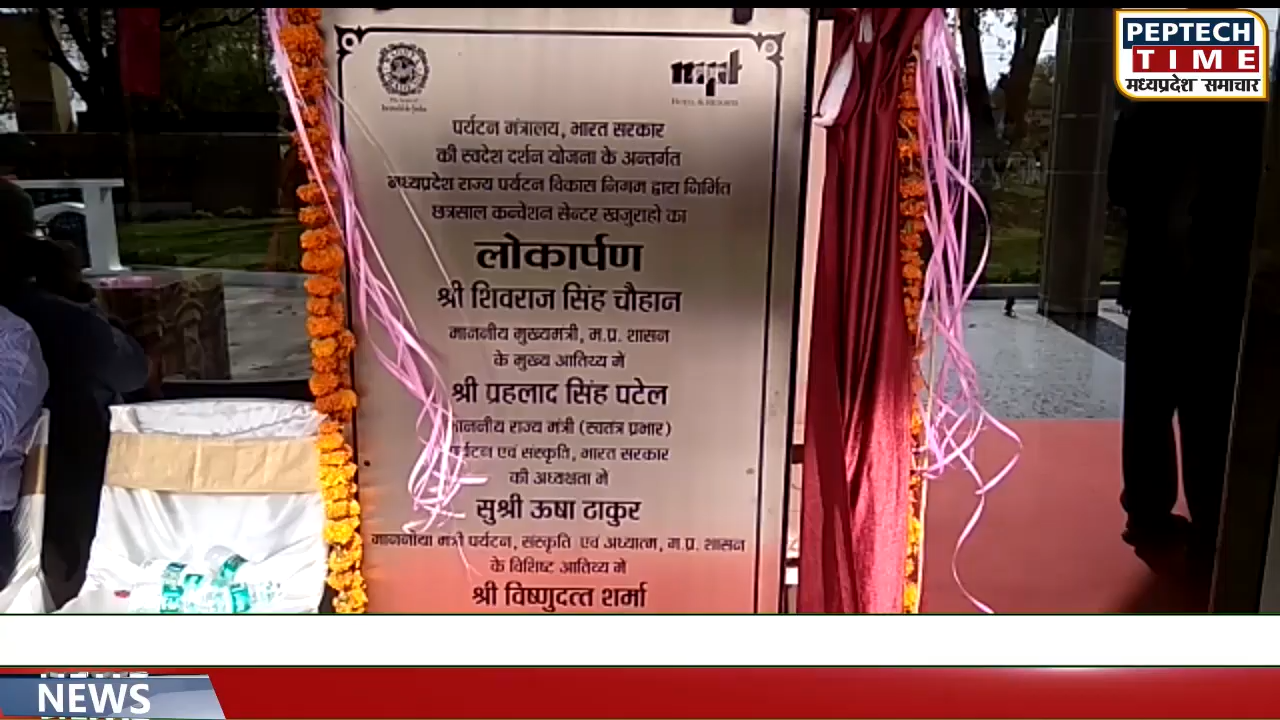 PEPTECH
TIME
मध्यप्रदेश समाचार
mpt
पर्यटन मंत्रालय, भारत सरकार
की स्वदेश दर्शन योजना के अन्तर्गत
मध्यप्रदेश राज्य पर्यटन विकास निगम द्वारा निर्मित
छत्रसाल कन्वेंशन सेन्टर खजुराहो का
लोकार्पण
श्री शिवराज सिंह चौहान
माननीय मुख्यमंत्री, म.प्र. शासन
के मुख्य आतिथ्य में
श्री प्रहलाद सिंह पटेल
माननीय राज्य मंत्री (स्वतंत्र प्रभार)
पर्यटन एवं संस्कृति, भारत सरकार
की अध्यक्षता में
सुश्री ऊषा ठाकुर
माननीया मंत्री पर्यटन, संस्कृति एवं अध्यात्म, म.प्र. शासन
के विशिष्ट आतिथ्य में
श्री विष्णुदत्त शर्मा
NEWS